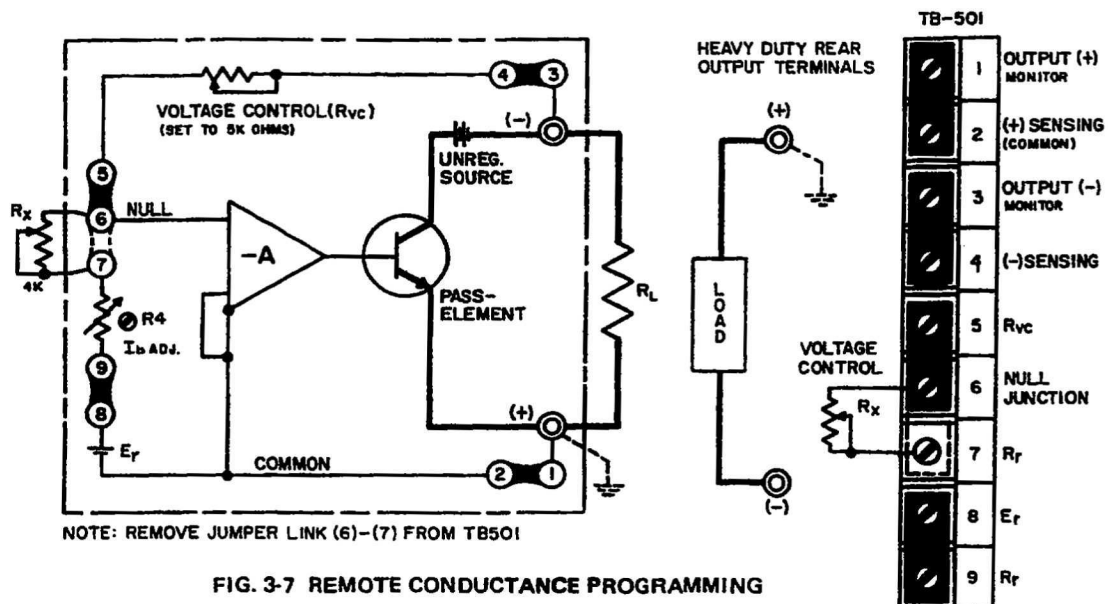 TB-501
HEAVY DUTY REAR
OUTPUT TERMINALS
4 3
VOLTAGE CONTROL (RVC)
(SET TO 5K OHMS)
(-)
UNREG.
SOURCE
5
6 NULL
7
RX
4K
-A
PASS-
ELEMENT
RL
R4
Ib ADJ.
9
8
Er
COMMON
(+)
2 1
(+)
LOAD
(-)
VOLTAGE
CONTROL
RX
1 OUTPUT (+)
MONITOR
2 (+) SENSING
(COMMON)
3 OUTPUT (-)
MONITOR
4 (-) SENSING
5 RVC
6 NULL
JUNCTION
7 Rr
8 Er
9 Rr
NOTE: REMOVE JUMPER LINK (6)-(7) FROM TB501
FIG. 3-7 REMOTE CONDUCTANCE PROGRAMMING